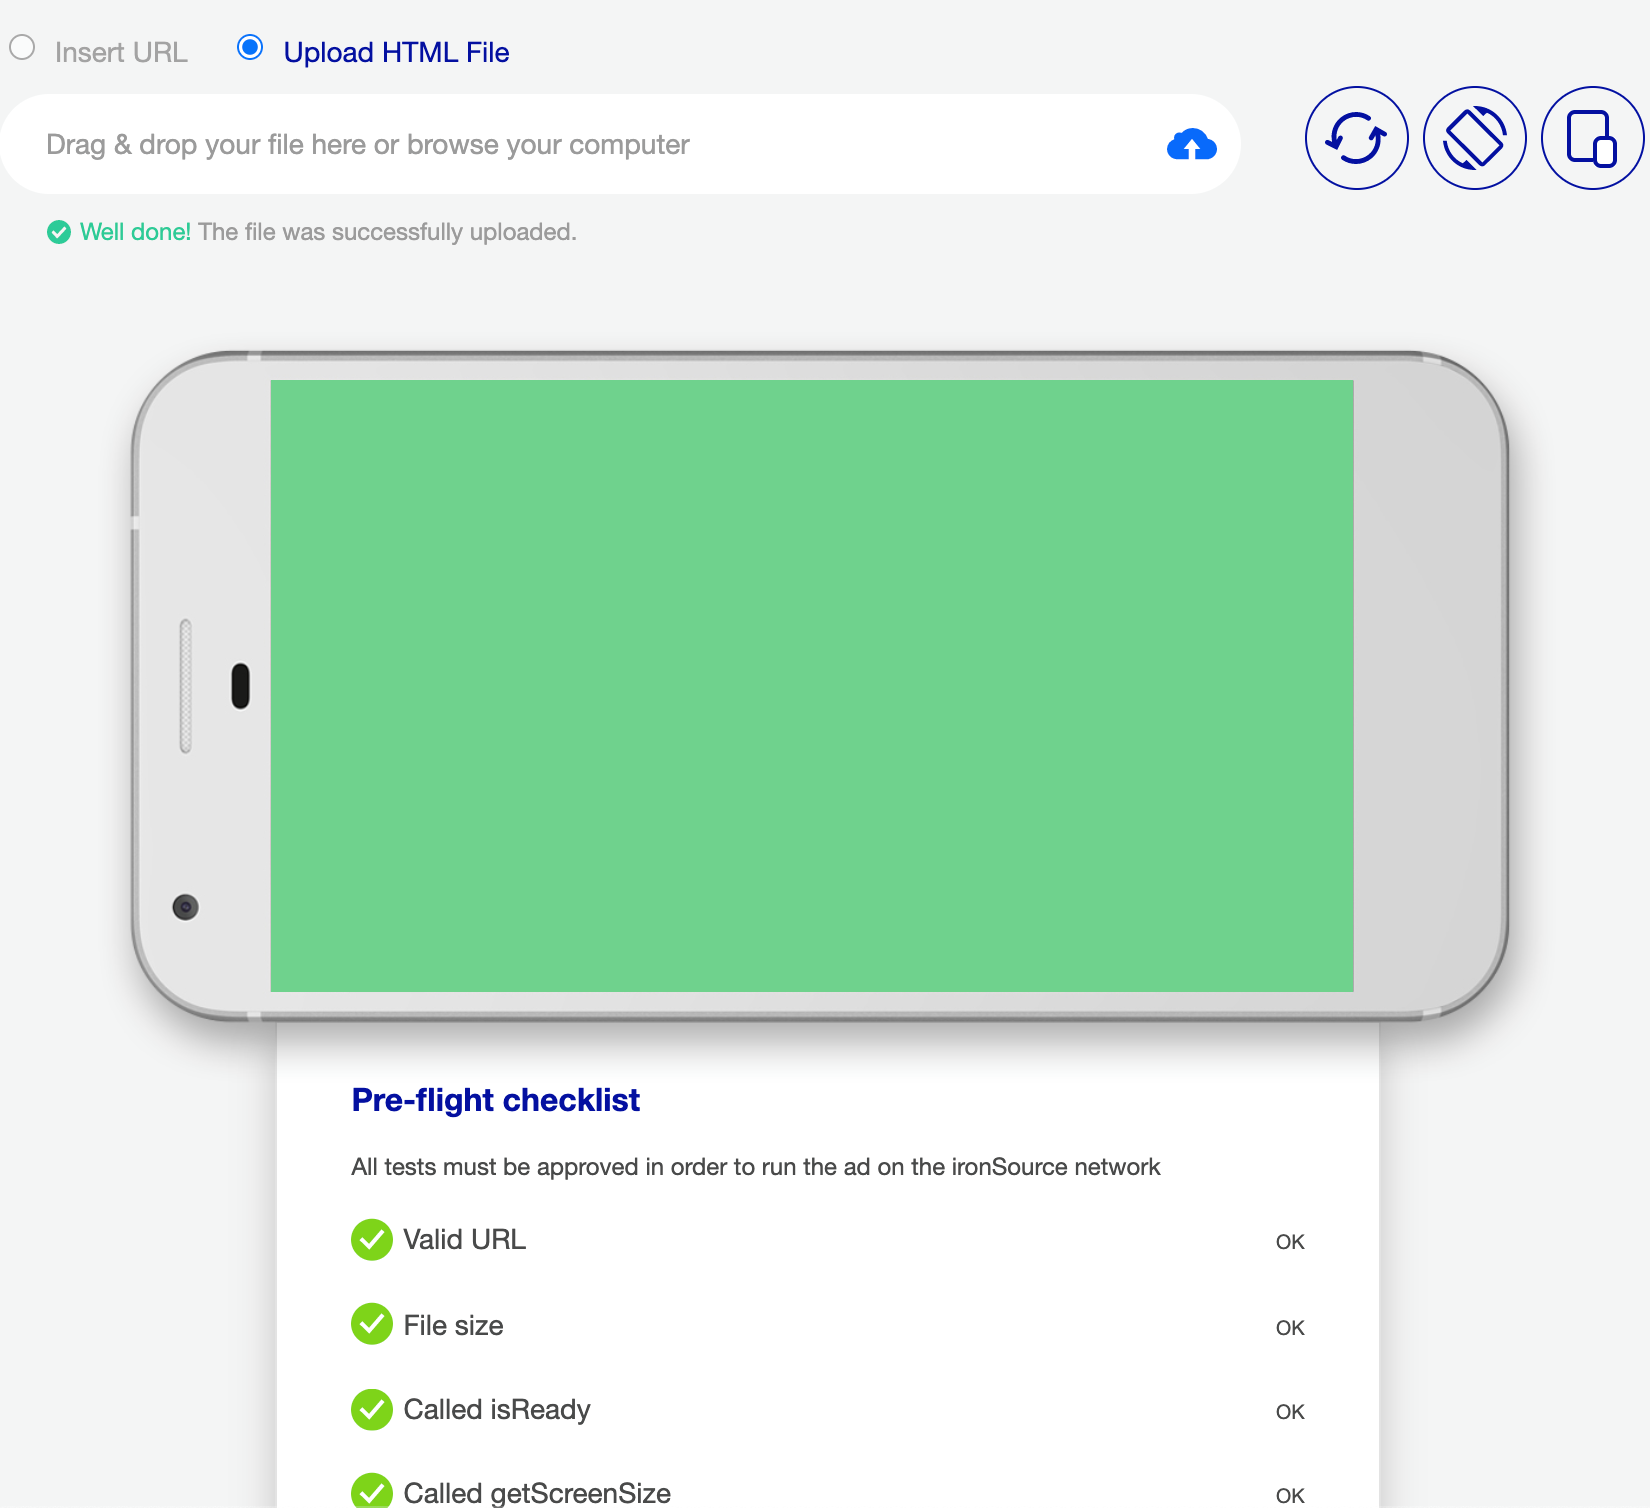 Insert URL
Upload HTML File
Drag & drop your file here or browse your computer
Well done! The file was successfully uploaded.
Pre-flight checklist
All tests must be approved in order to run the ad on the ironSource network
Valid URL OK
File size OK
Called isReady OK
Called getScreenSize OK